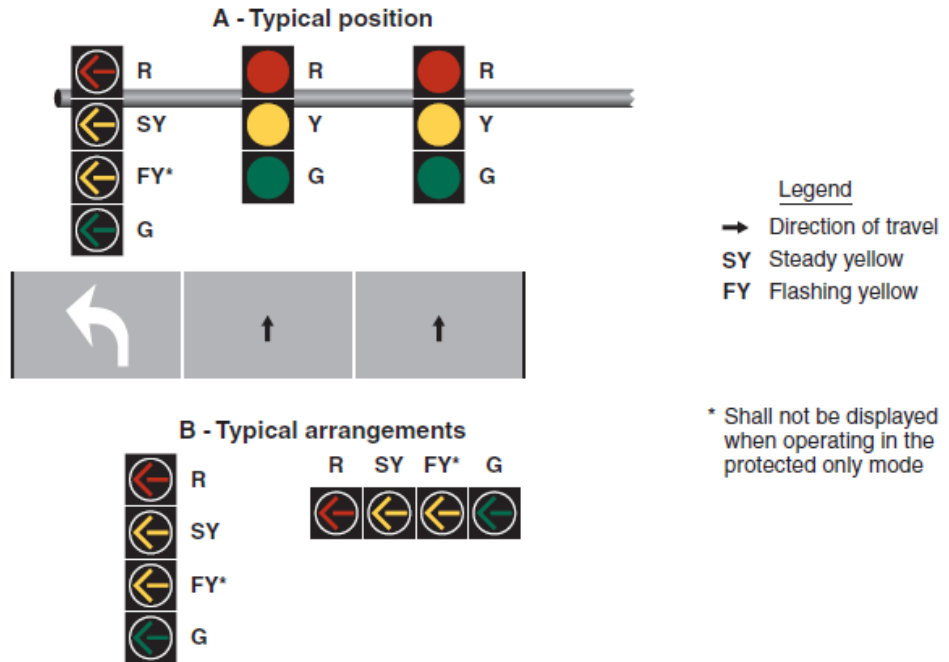 A - Typical position
R R R
SY Y Y
FY* G G
G
Legend
Direction of travel
SY Steady yellow
FY Flashing yellow
* Shall not be displayed
when operating in the
protected only mode
B - Typical arrangements
R
SY
FY*
G
R SY FY* G